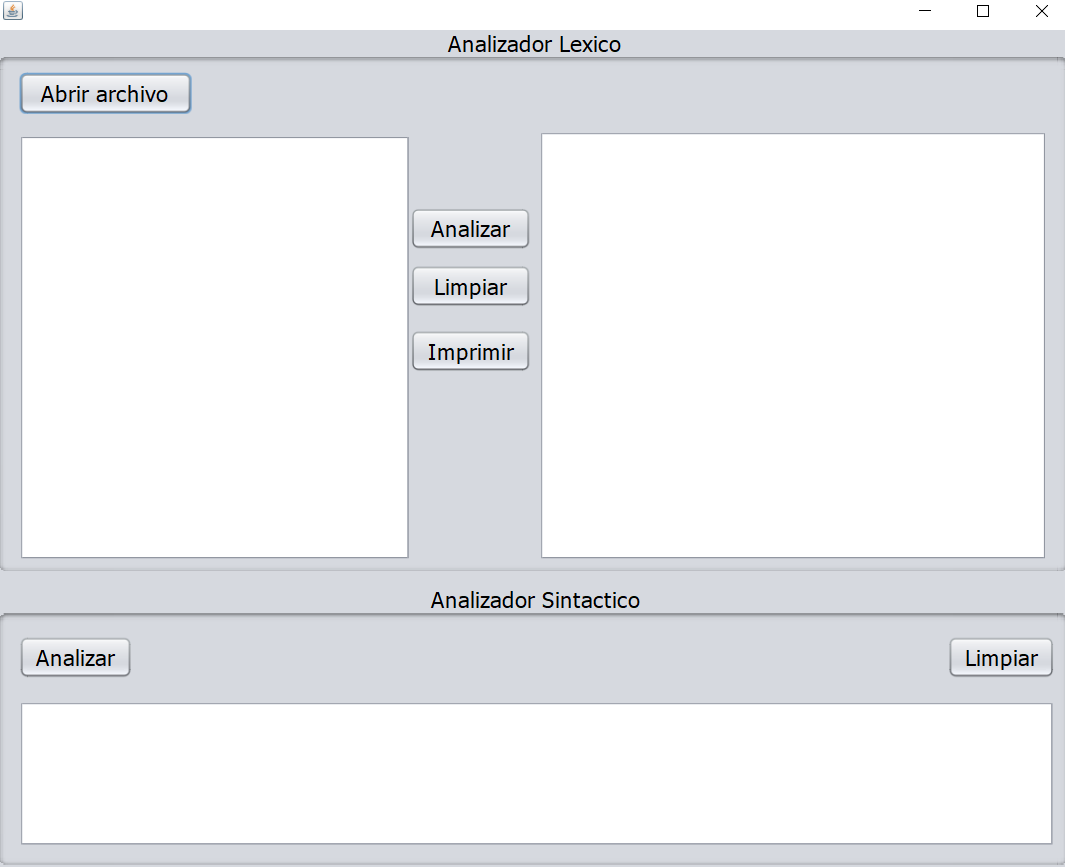 Analizador Lexico
Abrir archivo
Analizar
Limpiar
Imprimir
Analizador Sintactico
Analizar
Limpiar